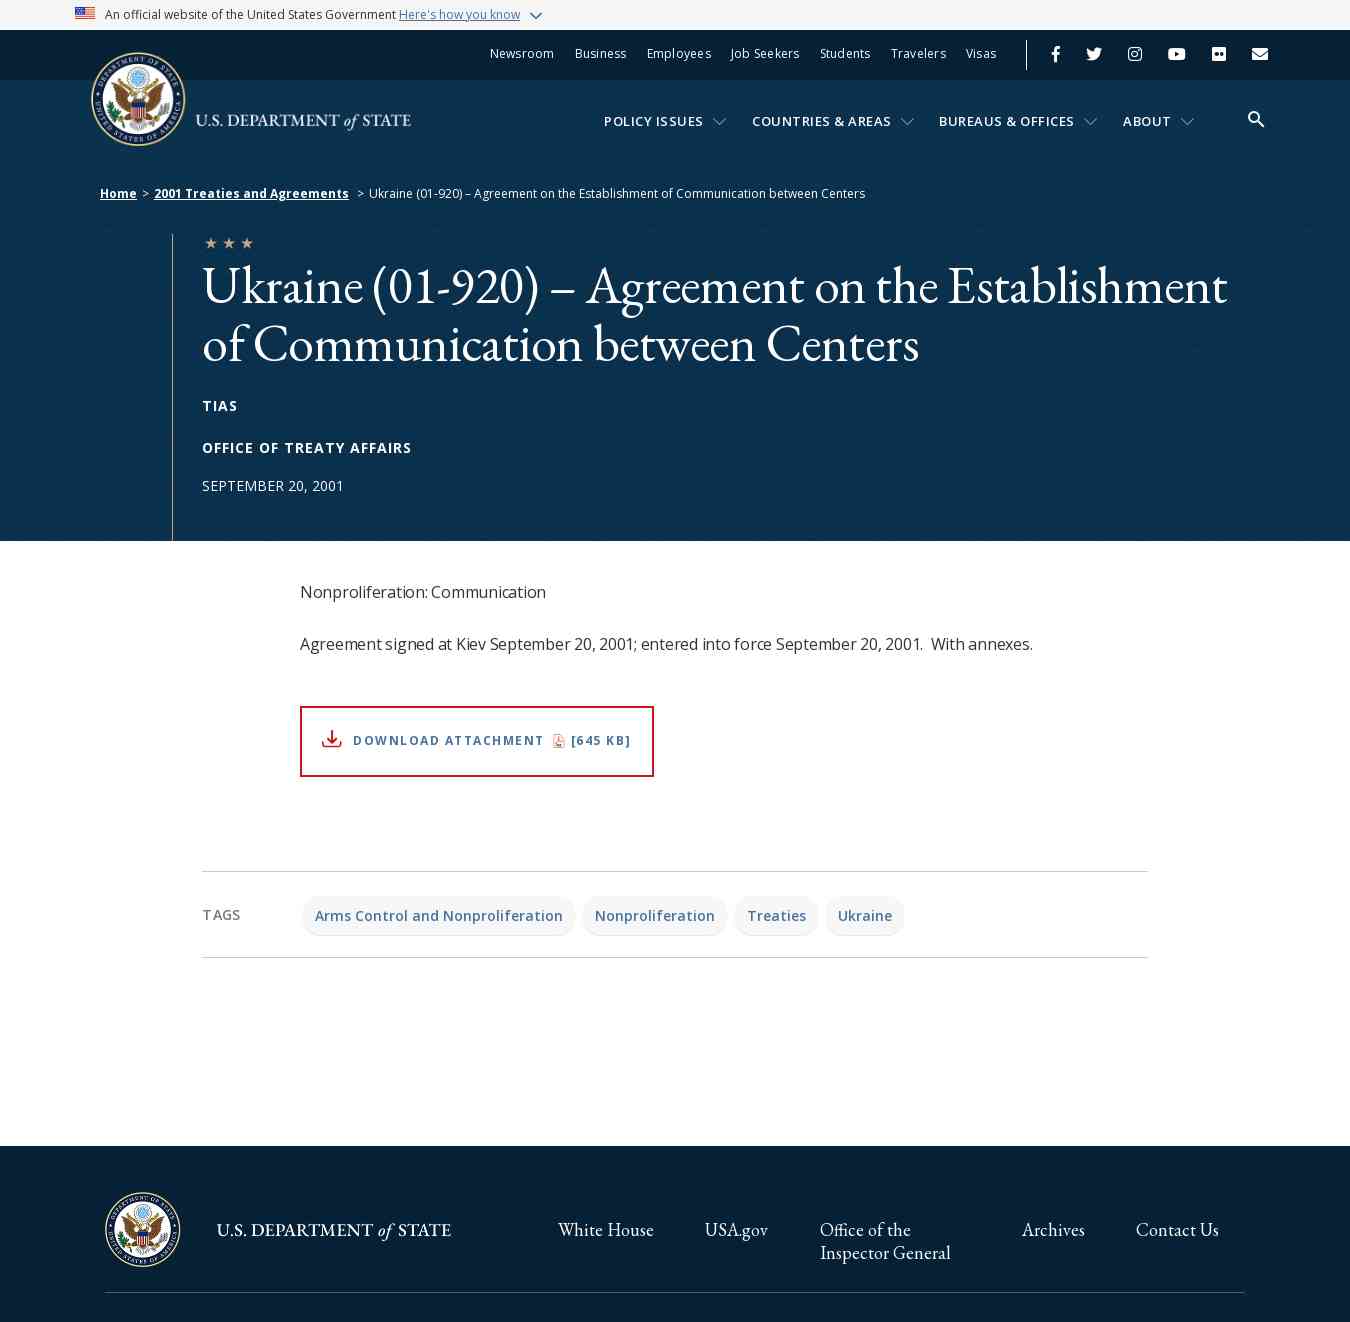 An official website of the United States Government Here's how you know
Newsroom Business Employees Job Seekers Students Travelers Visas
U.S. DEPARTMENT of STATE
POLICY ISSUES COUNTRIES & AREAS BUREAUS & OFFICES ABOUT
Home > 2001 Treaties and Agreements > Ukraine (01-920) – Agreement on the Establishment of Communication between Centers
Ukraine (01-920) – Agreement on the Establishment
of Communication between Centers
TIAS
OFFICE OF TREATY AFFAIRS
SEPTEMBER 20, 2001
Nonproliferation: Communication
Agreement signed at Kiev September 20, 2001; entered into force September 20, 2001.  With annexes.
DOWNLOAD ATTACHMENT [645 KB]
TAGS Arms Control and Nonproliferation Nonproliferation Treaties Ukraine
U.S. DEPARTMENT of STATE White House USA.gov Office of the Archives Contact Us
Inspector General